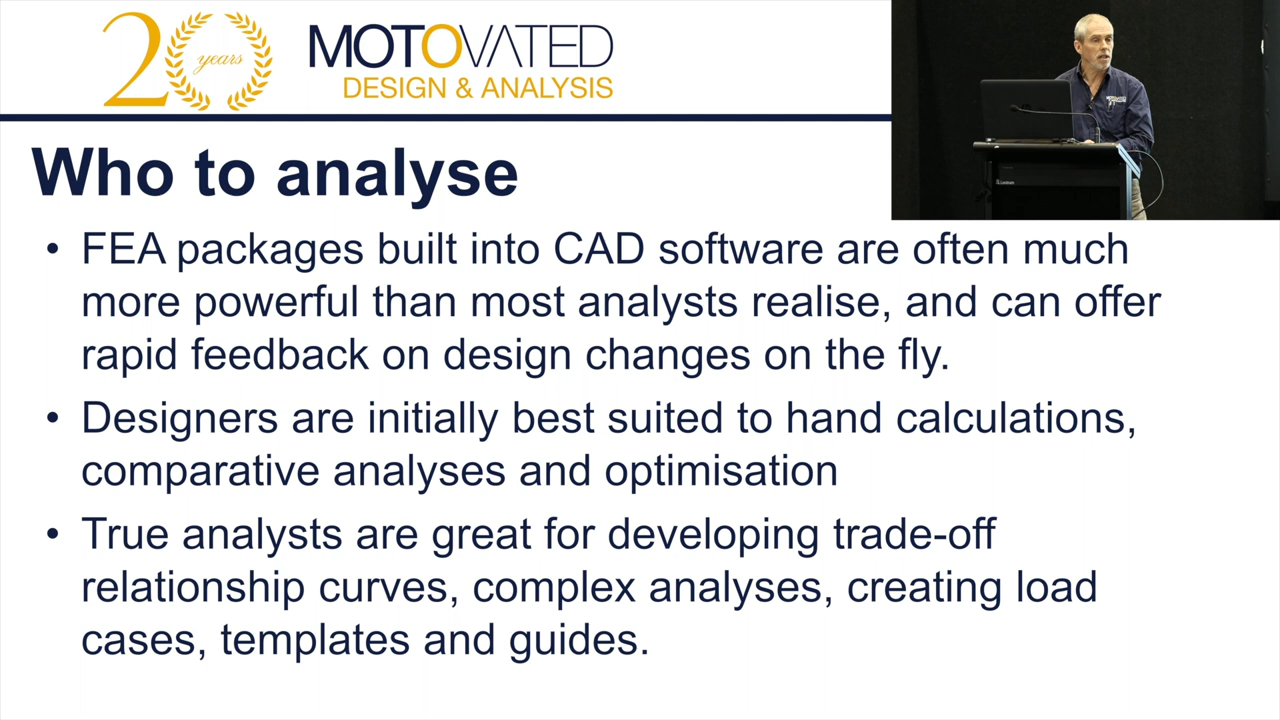 20 years
MOTOVATED
DESIGN & ANALYSIS
Who to analyse
• FEA packages built into CAD software are often much
more powerful than most analysts realise, and can offer
rapid feedback on design changes on the fly.
• Designers are initially best suited to hand calculations,
comparative analyses and optimisation
• True analysts are great for developing trade-off
relationship curves, complex analyses, creating load
cases, templates and guides.